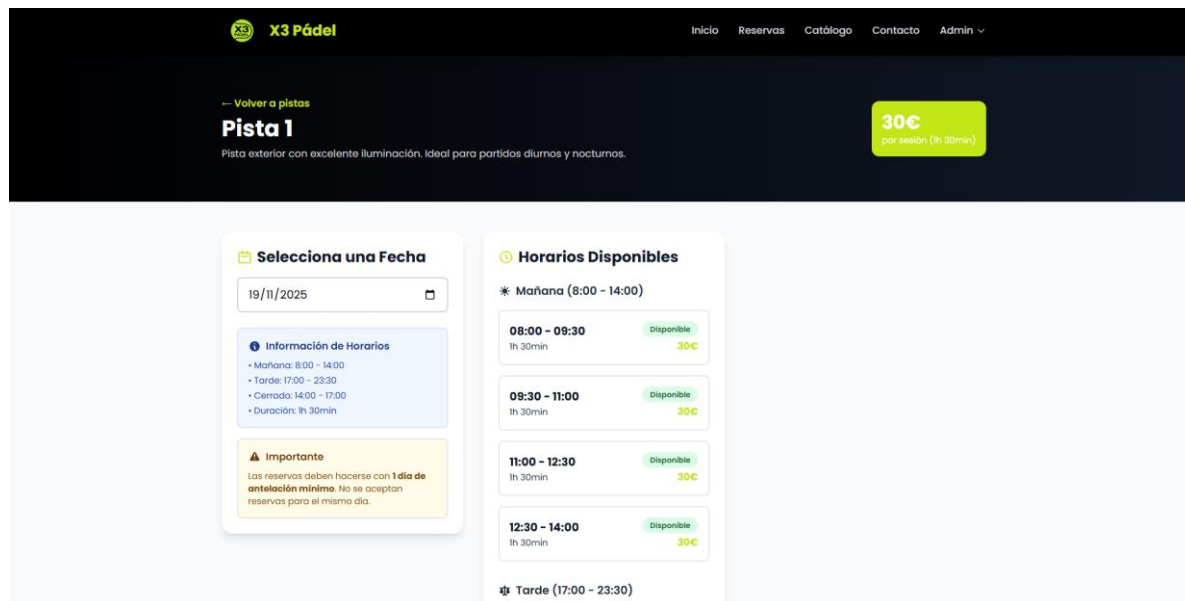 X3 PÁDEL
X3 Pádel
Inicio
Reservas
Catálogo
Contacto
Admin
← Volver a pistas
Pista 1
Pista exterior con excelente iluminación. Ideal para partidos diurnos y nocturnos.
30€
por sesión (1h 30min)
Selecciona una Fecha
19/11/2025
Información de Horarios
• Mañana: 8:00 - 14:00
• Tarde: 17:00 - 23:30
• Cerrado: 14:00 - 17:00
• Duración: 1h 30min
Importante
Las reservas deben hacerse con 1 día de
antelación mínimo. No se aceptan
reservas para el mismo día.
Horarios Disponibles
Mañana (8:00 - 14:00)
08:00 - 09:30
Disponible
1h 30min
30€
09:30 - 11:00
Disponible
1h 30min
30€
11:00 - 12:30
Disponible
1h 30min
30€
12:30 - 14:00
Disponible
1h 30min
30€
Tarde (17:00 - 23:30)